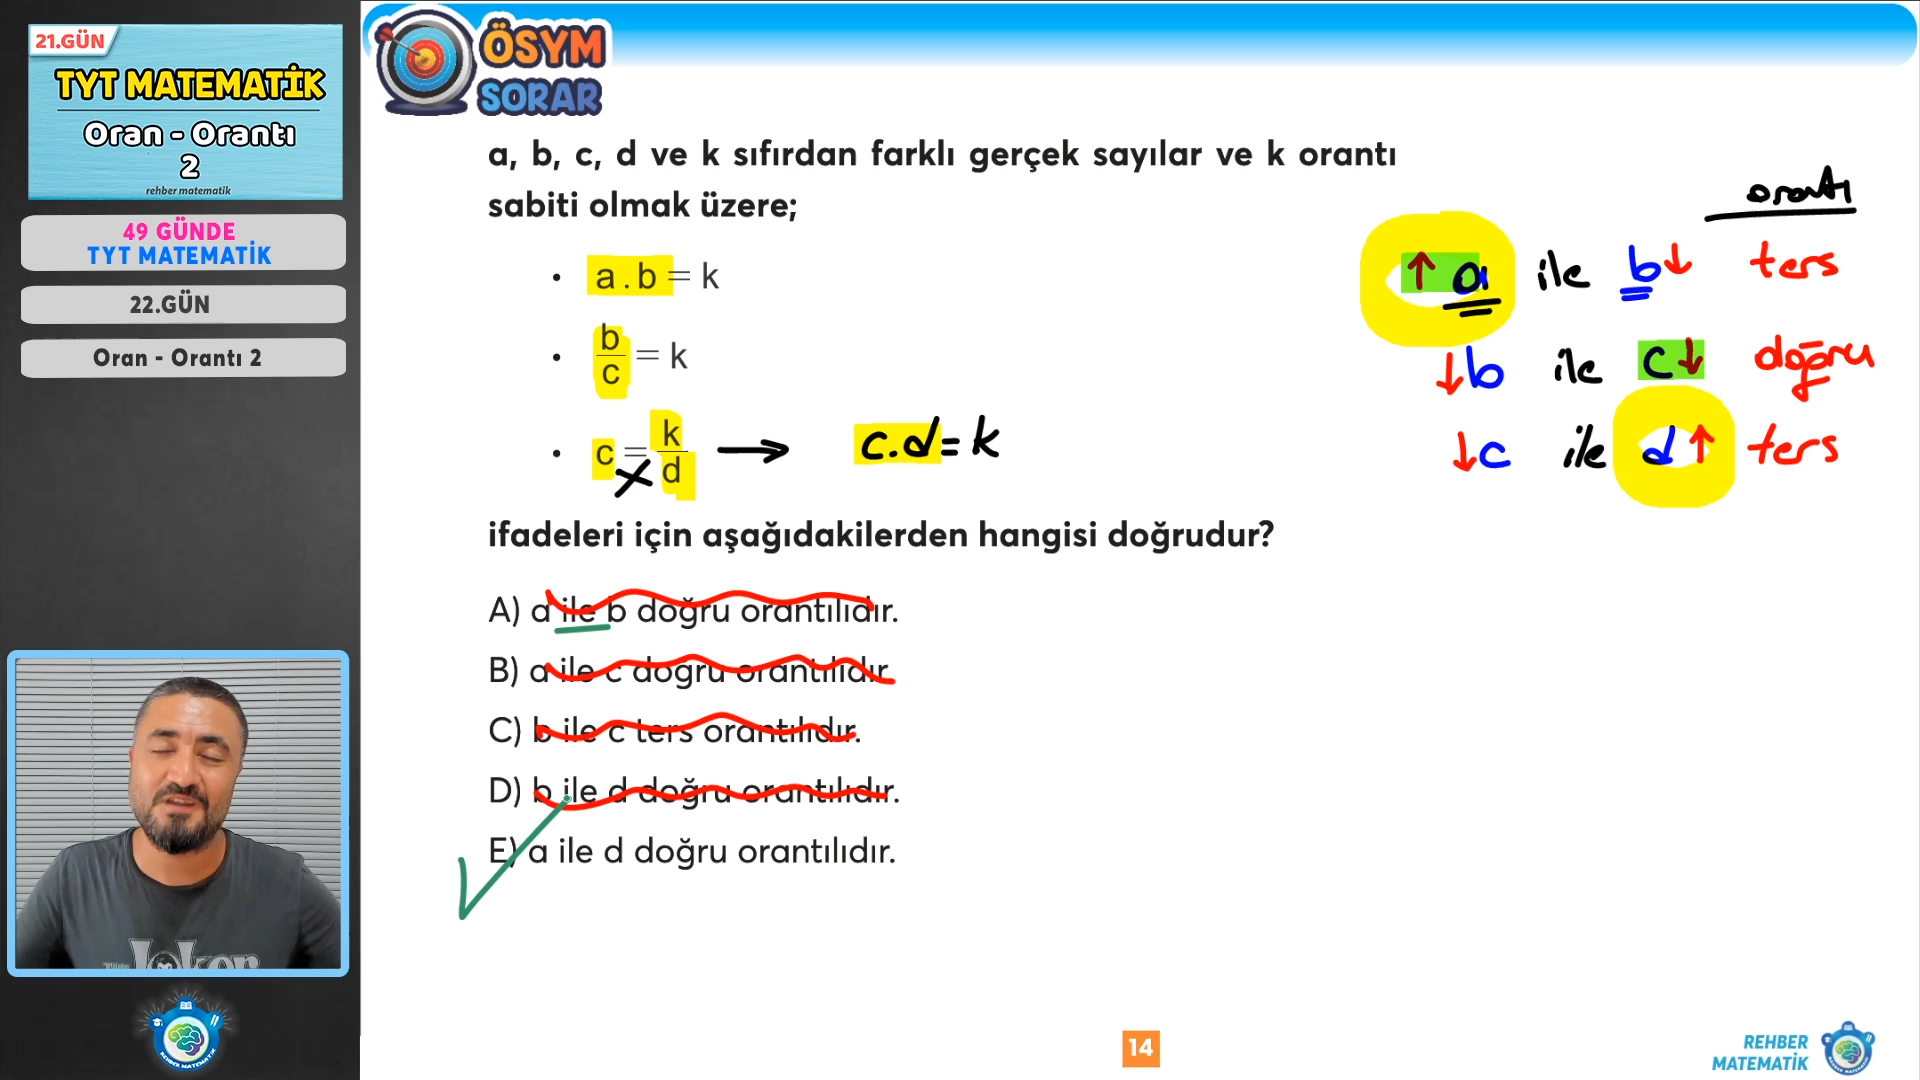 21.GÜN
TYT MATEMATİK
Oran - Orantı
2
rehber matematik
49 GÜNDE
TYT MATEMATİK
22.GÜN
Oran - Orantı 2
ÖSYM
SORAR
a, b, c, d ve k sıfırdan farklı gerçek sayılar ve k orantı
sabiti olmak üzere;
• a . b = k
• b/c = k
• c = k/d → c.d = k
ifadeleri için aşağıdakilerden hangisi doğrudur?
A) a ile b doğru orantılıdır.
B) a ile c doğru orantılıdır.
C) b ile c ters orantılıdır.
D) b ile d doğru orantılıdır.
E) a ile d doğru orantılıdır.
orantı
↑ a ile b ↓ ters
↓ b ile c ↓ doğru
↓ c ile d ↑ ters
Joker
REHBER MATEMATİK
14
REHBER
MATEMATİK